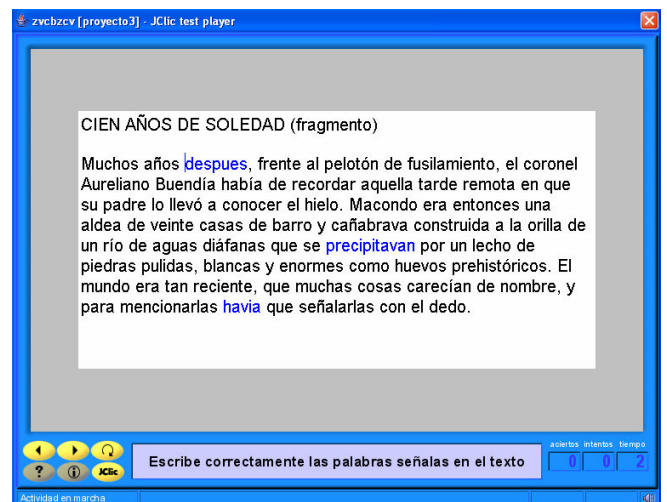 zvcbzcv [proyecto3] - JClic test player
CIEN AÑOS DE SOLEDAD (fragmento)
Muchos años despues, frente al pelotón de fusilamiento, el coronel
Aureliano Buendía había de recordar aquella tarde remota en que
su padre lo llevó a conocer el hielo. Macondo era entonces una
aldea de veinte casas de barro y cañabrava construida a la orilla de
un río de aguas diáfanas que se precipitavan por un lecho de
piedras pulidas, blancas y enormes como huevos prehistóricos. El
mundo era tan reciente, que muchas cosas carecían de nombre, y
para mencionarlas havia que señalarlas con el dedo.
Escribe correctamente las palabras señalas en el texto
aciertos intentos tiempo
0 0 2
? i JClic
Actividad en marcha